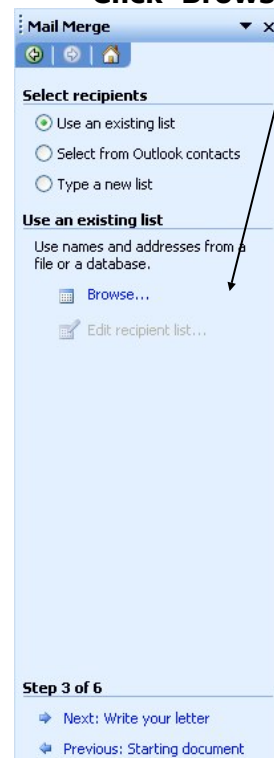 Click "Brows
Mail Merge
Select recipients
Use an existing list
Select from Outlook contacts
Type a new list
Use an existing list
Use names and addresses from a
file or a database.
Browse...
Edit recipient list...
Step 3 of 6
Next: Write your letter
Previous: Starting document